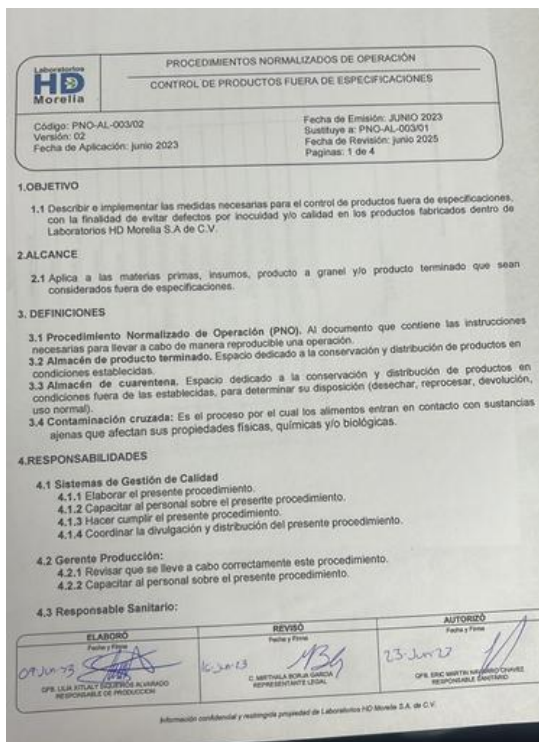 Laboratorios
HD
Morelia
PROCEDIMIENTOS NORMALIZADOS DE OPERACIÓN
CONTROL DE PRODUCTOS FUERA DE ESPECIFICACIONES
Código: PNO-AL-003/02
Versión: 02
Fecha de Aplicación: junio 2023
Fecha de Emisión: JUNIO 2023
Sustituye a: PNO-AL-003/01
Fecha de Revisión: junio 2025
Paginas: 1 de 4
1.OBJETIVO
1.1 Describir e implementar las medidas necesarias para el control de productos fuera de especificaciones,
con la finalidad de evitar defectos por inocuidad y/o calidad en los productos fabricados dentro de
Laboratorios HD Morelia S.A de C.V.
2.ALCANCE
2.1 Aplica a las materias primas, insumos, producto a granel y/o producto terminado que sean
considerados fuera de especificaciones.
3. DEFINICIONES
3.1 Procedimiento Normalizado de Operación (PNO). Al documento que contiene las instrucciones
necesarias para llevar a cabo de manera reproducible una operación.
3.2 Almacén de producto terminado. Espacio dedicado a la conservación y distribución de productos en
condiciones establecidas.
3.3 Almacén de cuarentena. Espacio dedicado a la conservación y distribución de productos en
condiciones fuera de las establecidas, para determinar su disposición (desechar, reprocesar, devolución,
uso normal).
3.4 Contaminación cruzada: Es el proceso por el cual los alimentos entran en contacto con sustancias
ajenas que afectan sus propiedades físicas, químicas y/o biológicas.
4.RESPONSABILIDADES
4.1 Sistemas de Gestión de Calidad
4.1.1 Elaborar el presente procedimiento.
4.1.2 Capacitar al personal sobre el presente procedimiento.
4.1.3 Hacer cumplir el presente procedimiento.
4.1.4 Coordinar la divulgación y distribución del presente procedimiento.
4.2 Gerente Producción:
4.2.1 Revisar que se lleve a cabo correctamente este procedimiento.
4.2.2 Capacitar al personal sobre el presente procedimiento.
4.3 Responsable Sanitario:
ELABORÓ
Fecha y Firma
09-Jun-23
QFB. LILIA ALVARADO
RESPONSABLE DE PRODUCCION
REVISÓ
Fecha y Firma
16-Jun-23
C. MIRTHALA BORJA GARCIA
REPRESENTANTE LEGAL
AUTORIZÓ
Fecha y Firma
23-Jun-23
QFB. ERIC MARTIN CHAVEZ
RESPONSABLE SANITARIO
Información confidencial y restringida propiedad de Laboratorios HD Morelia S.A. de C.V.